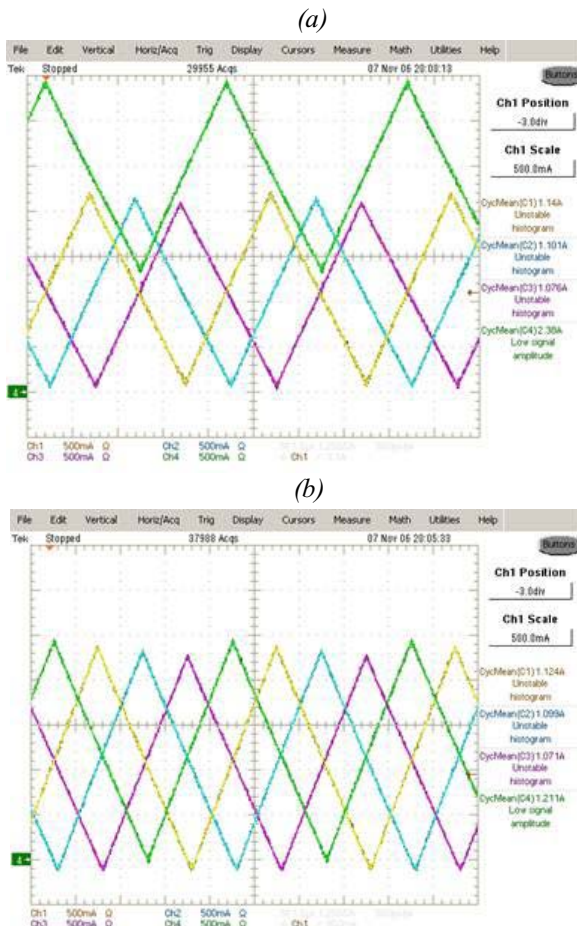 (a)
File Edit Vertical Horiz/Acq Trig Display Cursors Measure Math Utilities Help
Tek Stopped 29955 Acqs 07 Nov 06 20:03:13
Buttons
Ch1 Position
-3.0div
Ch1 Scale
500.0mA
CycMean(C1) 1.14A
Unstable
histogram
CycMean(C2) 1.101A
Unstable
histogram
CycMean(C3) 1.076A
Unstable
histogram
CycMean(C4) 2.38A
Low signal
amplitude
4
Ch1 500mA Ω Ch2 500mA Ω
Ch3 500mA Ω Ch4 500mA Ω Ch1
(b)
File Edit Vertical Horiz/Acq Trig Display Cursors Measure Math Utilities Help
Tek Stopped 37988 Acqs 07 Nov 06 20:05:33
Buttons
Ch1 Position
-3.0div
Ch1 Scale
500.0mA
CycMean(C1) 1.124A
Unstable
histogram
CycMean(C2) 1.099A
Unstable
histogram
CycMean(C3) 1.071A
Unstable
histogram
CycMean(C4) 1.211A
Low signal
amplitude
4
Ch1 500mA Ω Ch2 500mA Ω
Ch3 500mA Ω Ch4 500mA Ω Ch1